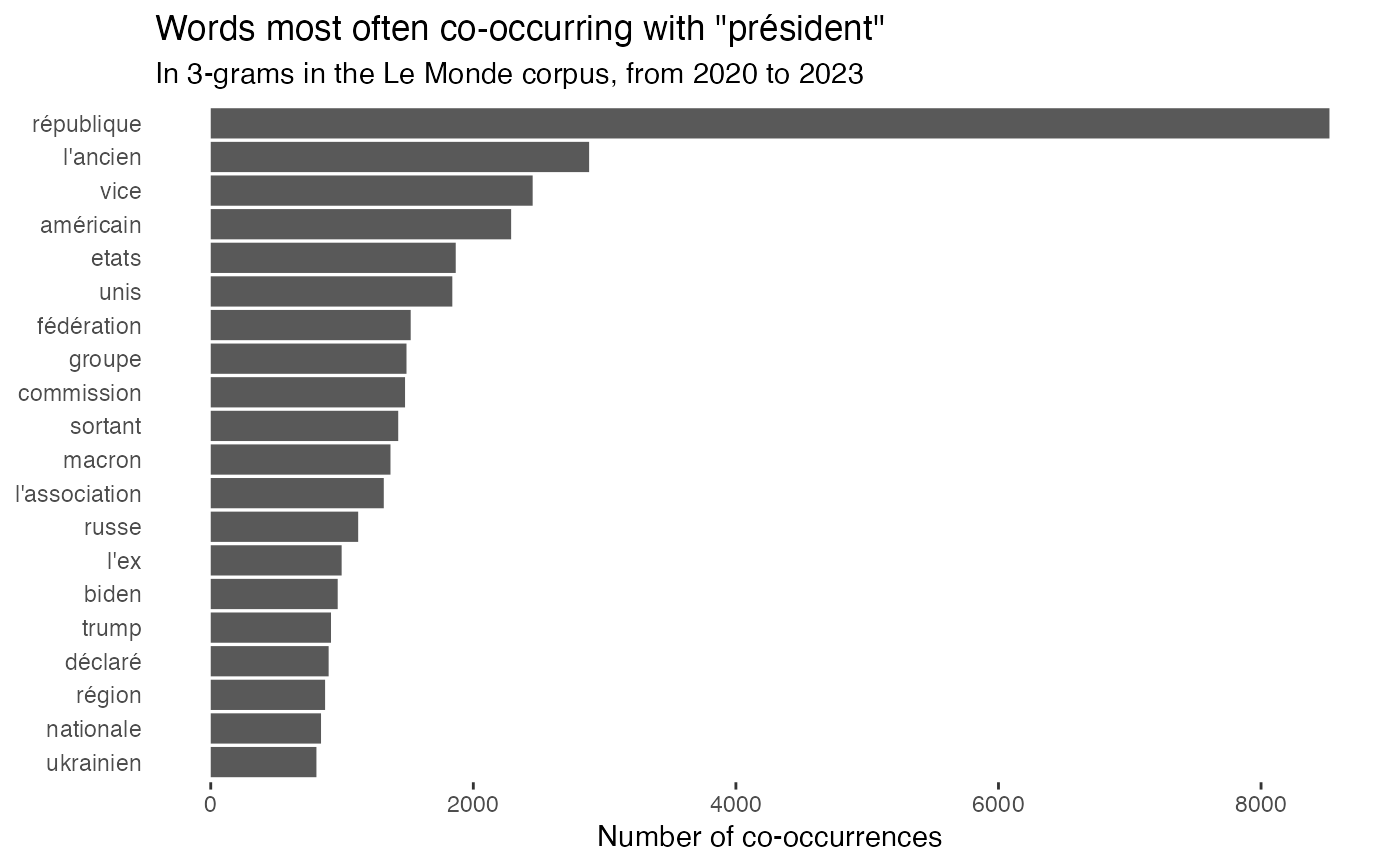 Words most often co-occurring with "président"
In 3-grams in the Le Monde corpus, from 2020 to 2023
république
l'ancien
vice
américain
etats
unis
fédération
groupe
commission
sortant
macron
l'association
russe
l'ex
biden
trump
déclaré
région
nationale
ukrainien
0 2000 4000 6000 8000
Number of co-occurrences